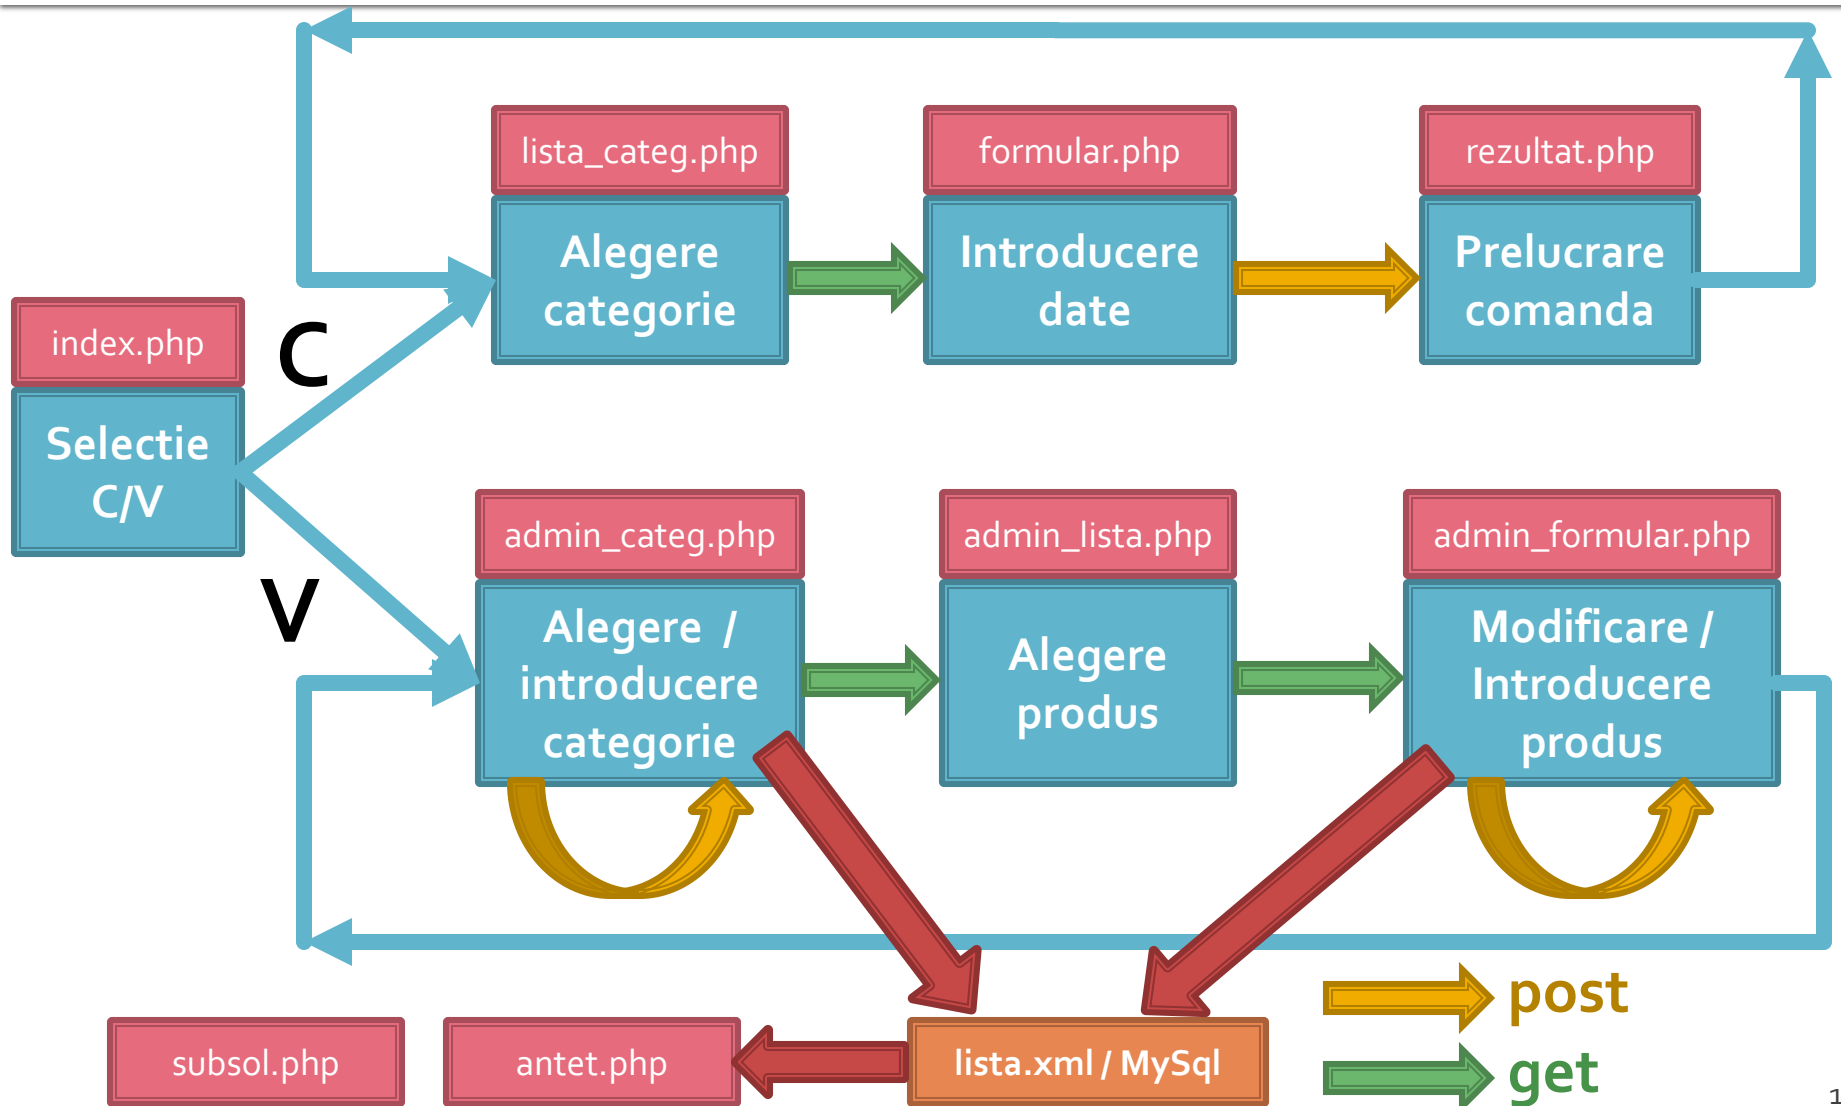 lista_categ.php
formular.php
rezultat.php
Alegere
categorie
Introducere
date
Prelucrare
comanda
index.php
C
Selectie
C/V
V
admin_categ.php
admin_lista.php
admin_formular.php
Alegere /
introducere
categorie
Alegere
produs
Modificare /
Introducere
produs
post
subsol.php
antet.php
lista.xml / MySql
get
1